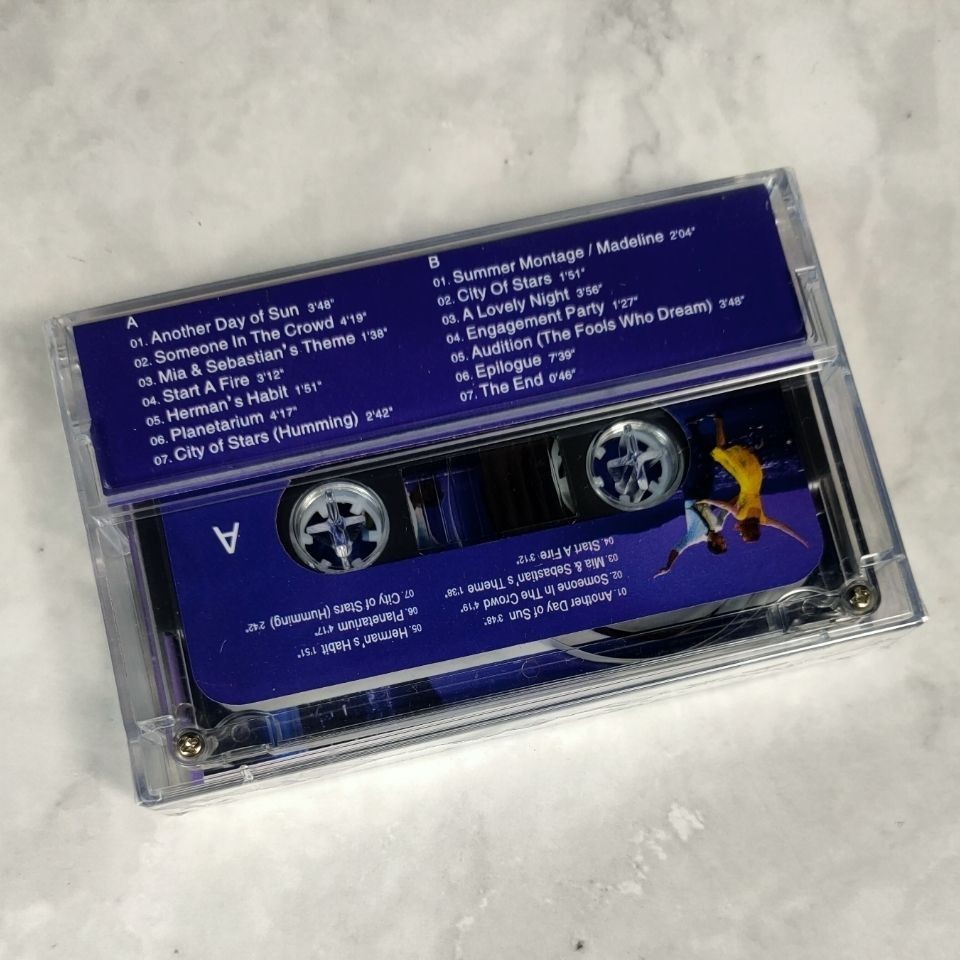 A
01. Another Day of Sun 3'48"
02. Someone In The Crowd 4'19"
03. Mia & Sebastian's Theme 1'38"
04. Start A Fire 3'12"
05. Herman's Habit 1'51"
06. Planetarium 4'17"
07. City of Stars (Humming) 2'42"
B
01. Summer Montage / Madeline 2'04"
02. City Of Stars 1'51"
03. A Lovely Night 3'56"
04. Engagement Party 1'27"
05. Audition (The Fools Who Dream) 3'48"
06. Epilogue 7'39"
07. The End 0'46"
A
01. Another Day of Sun 3'48"
02. Someone In The Crowd 4'19"
03. Mia & Sebastian's Theme 1'38"
04. Start A Fire 3'12"
05. Herman's Habit 1'51"
06. Planetarium 4'17"
07. City of Stars (Humming) 2'42"